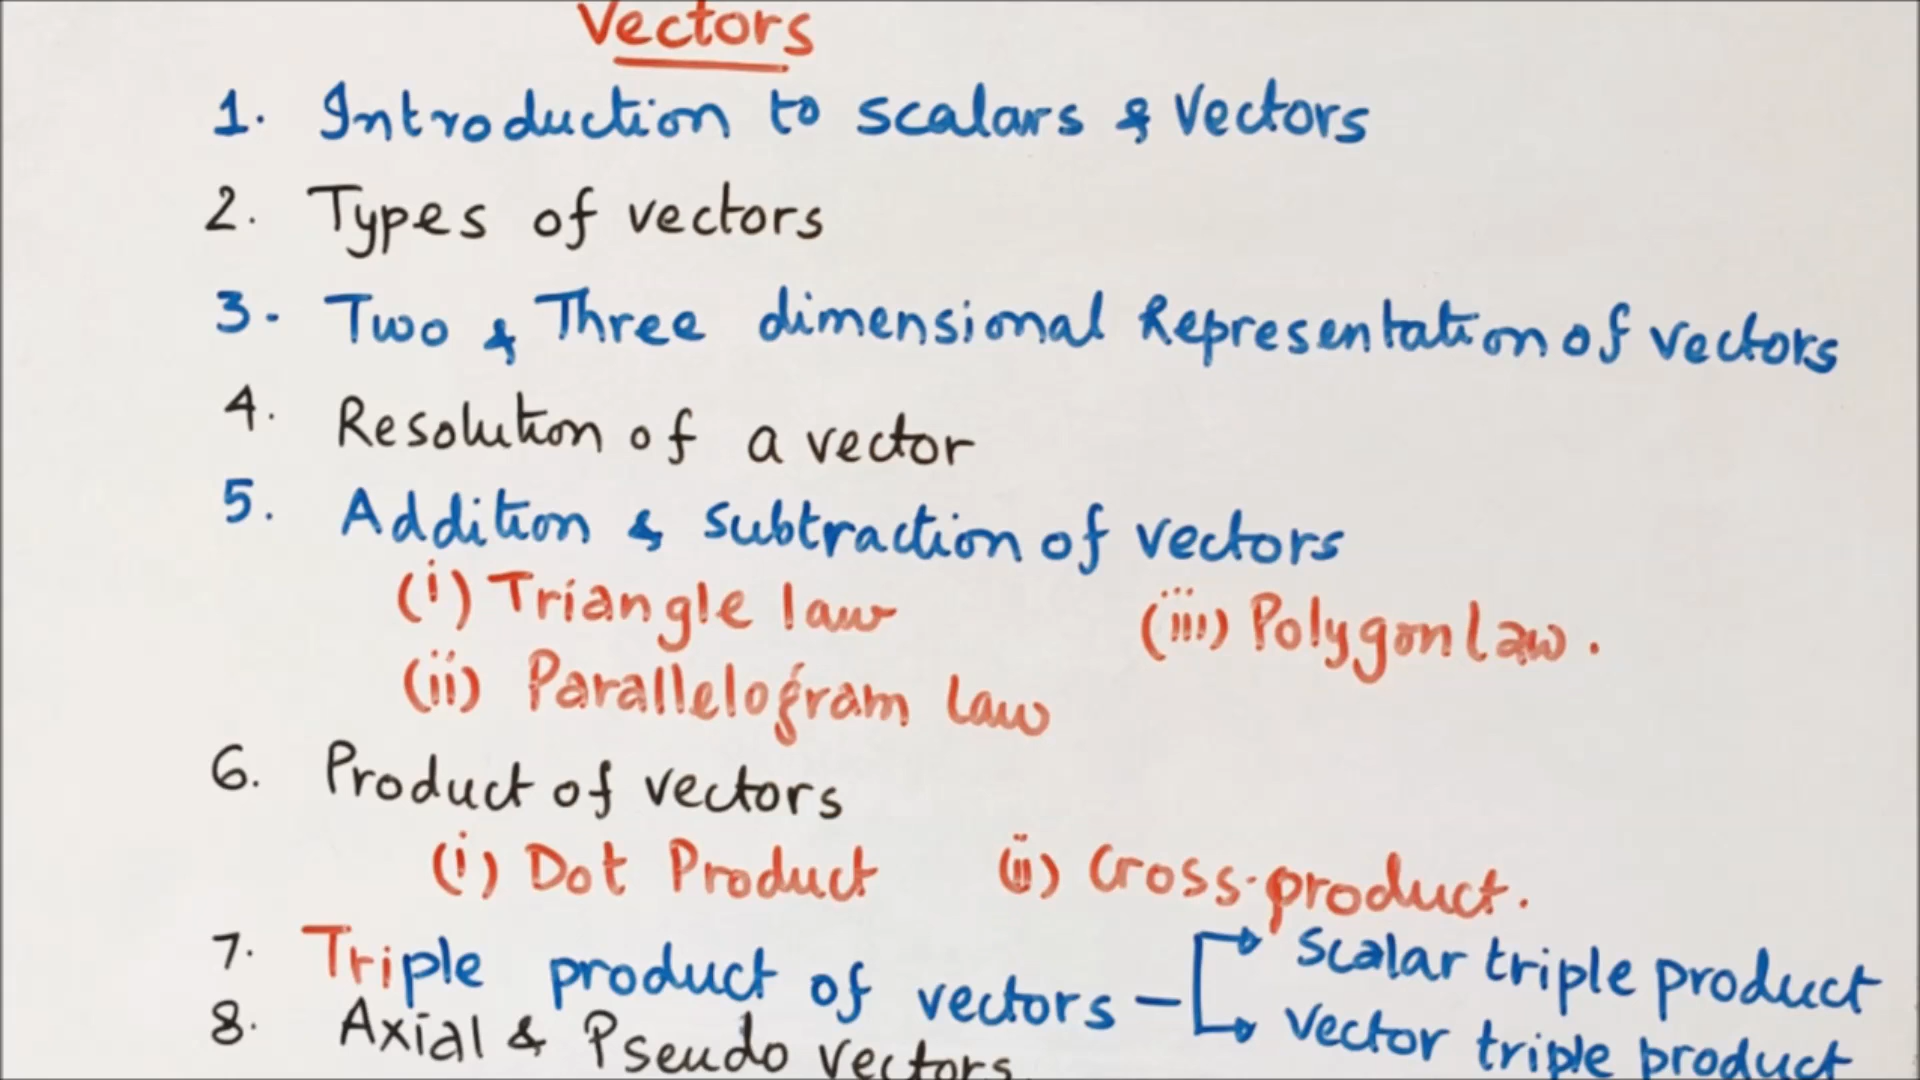 Vectors
1. Introduction to scalars & Vectors
2. Types of vectors
3. Two & Three dimensional Representation of vectors
4. Resolution of a vector
5. Addition & Subtraction of vectors
(i) Triangle law (iii) Polygon law.
(ii) Parallelogram law
6. Product of vectors
(i) Dot Product (ii) Cross-product.
7. Triple product of vectors - scalar triple product
vector triple product
8. Axial & Pseudo vectors.